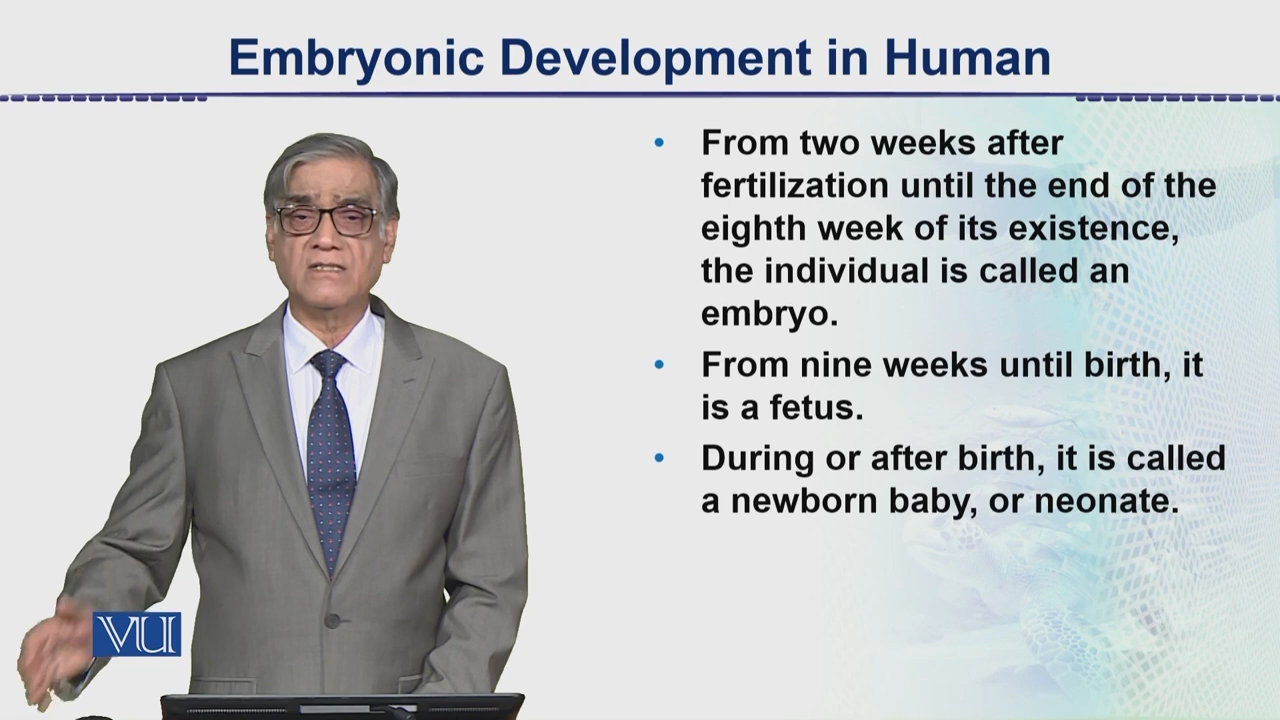 Embryonic Development in Human
• From two weeks after
fertilization until the end of the
eighth week of its existence,
the individual is called an
embryo.
• From nine weeks until birth, it
is a fetus.
• During or after birth, it is called
a newborn baby, or neonate.
VU